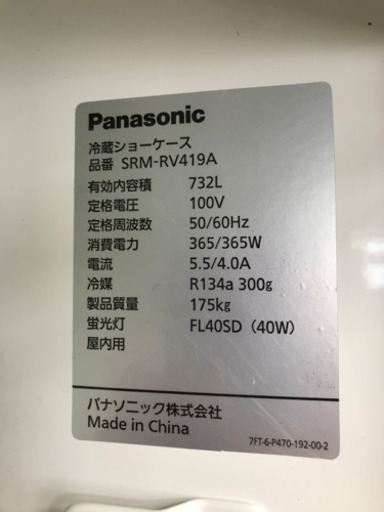 Panasonic
冷蔵ショーケース
品番 SRM-RV419A
有効内容積 732L
定格電圧 100V
定格周波数 50/60Hz
消費電力 365/365W
電流 5.5/4.0A
冷媒 R134a 300g
製品質量 175kg
蛍光灯 FL40SD（40W）
屋内用
パナソニック株式会社
Made in China
7FT-6-P470-192-00-2